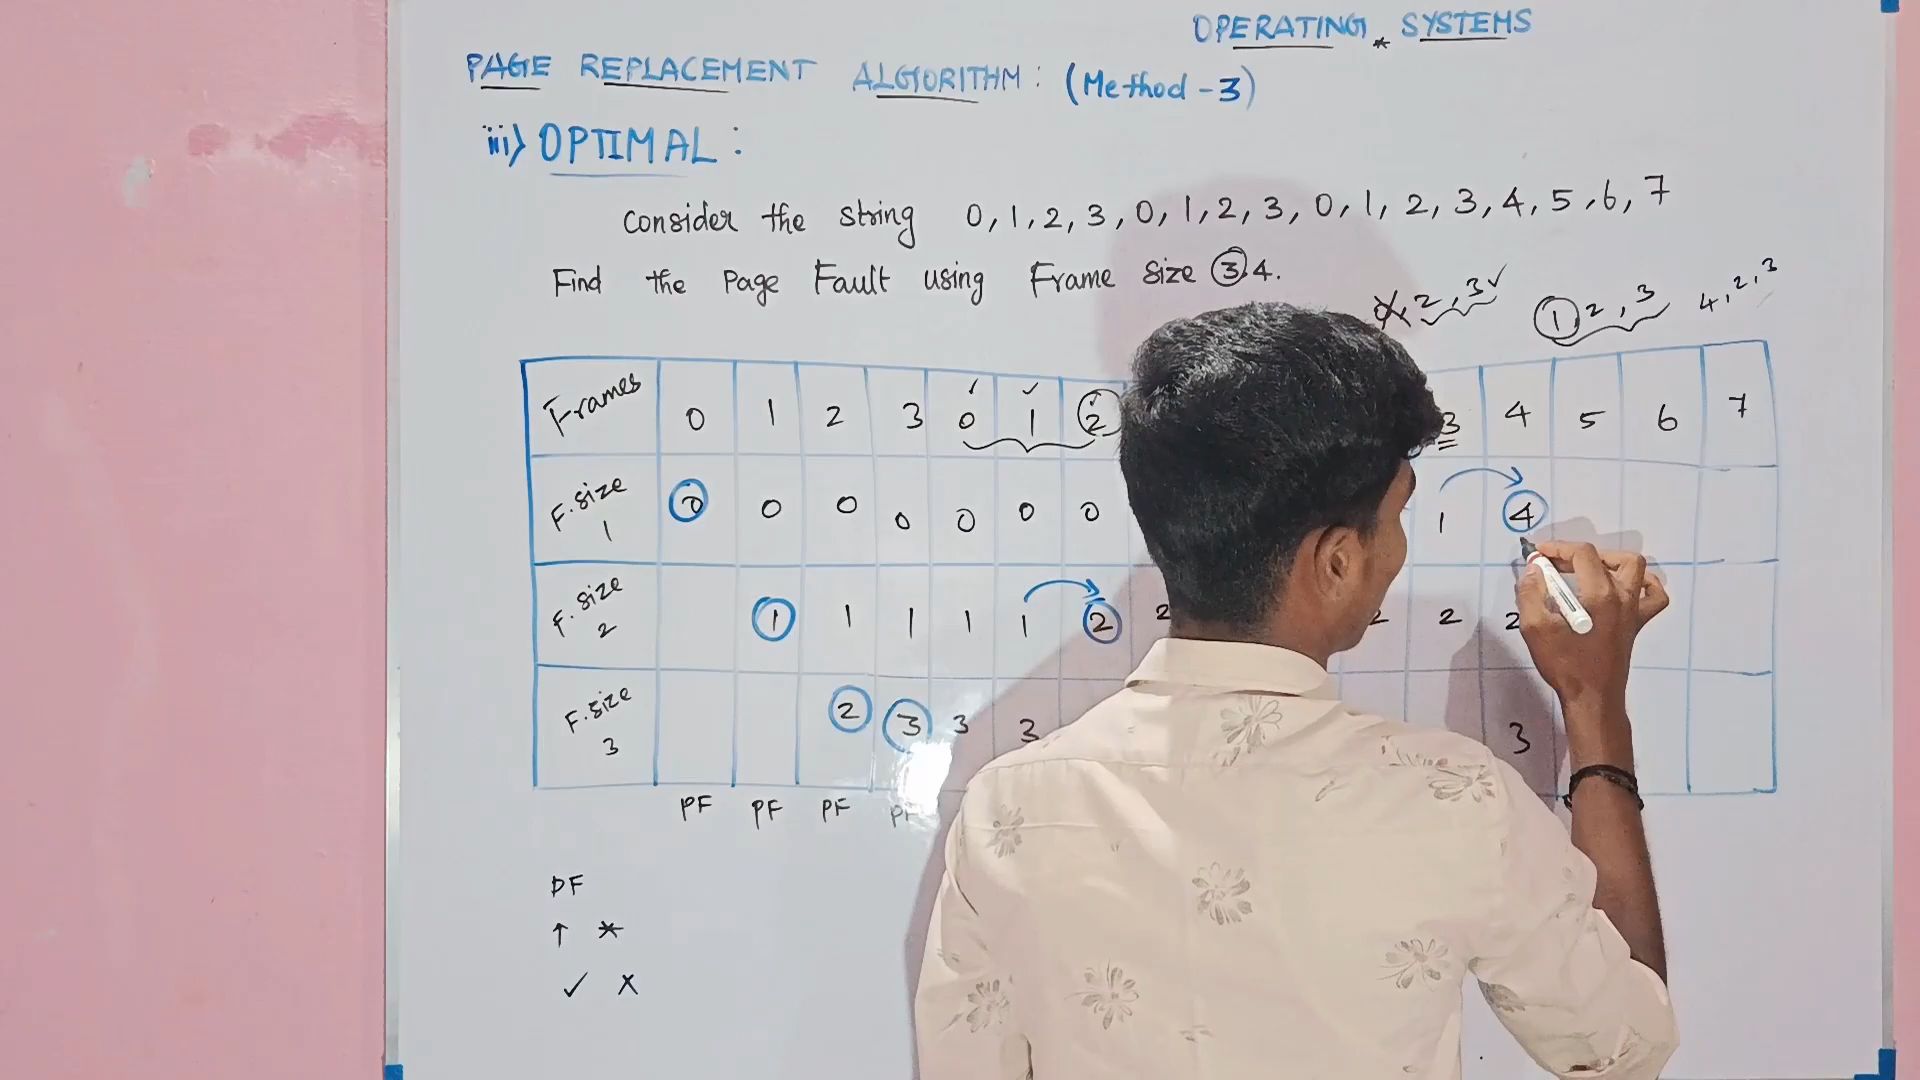 OPERATING * SYSTEMS
PAGE REPLACEMENT ALGORITHM: (Method-3)
iii) OPTIMAL:
Consider the string 0, 1, 2, 3, 0, 1, 2, 3, 0, 1, 2, 3, 4, 5, 6, 7
Find the Page Fault using Frame size 3 4.
0, 2, 3 ✓ 1 2, 3 4, 2, 3
Frames 0 1 2 3 0 1 2 3 4 5 6 7
F.size 1 0 0 0 0 0 0 0 1 4
F.size 2 1 1 1 1 1 2 2 2 2 2
F.size 3 2 3 3 3 3
PF PF PF PF
PF
↑ *
✓ X